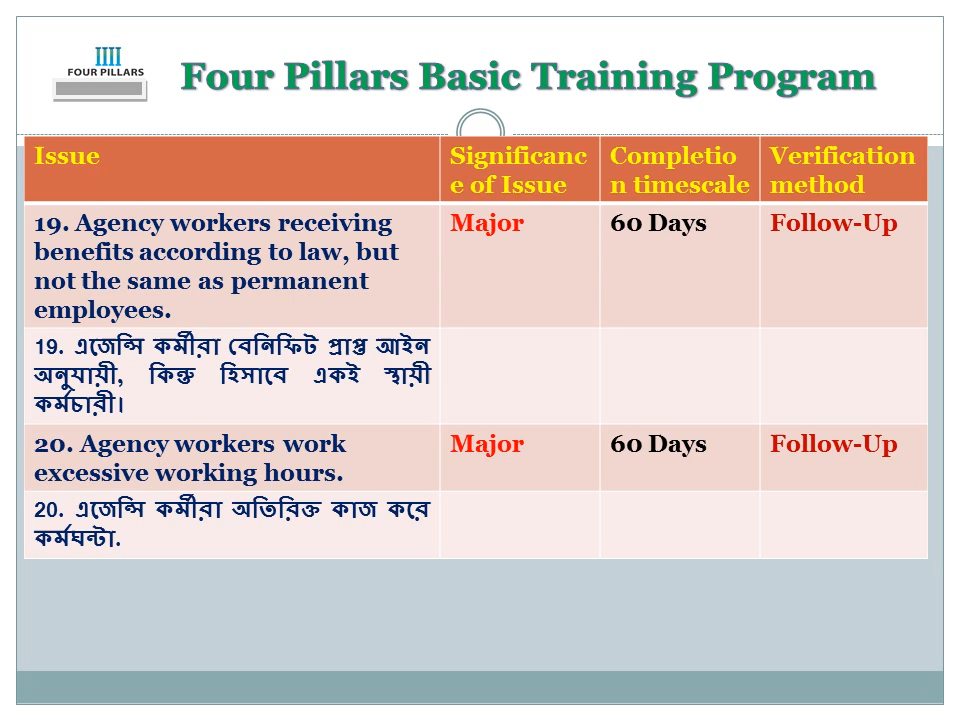 FOUR PILLARS
Four Pillars Basic Training Program
Issue
Significanc
e of Issue
Completio
n timescale
Verification
method
19. Agency workers receiving
benefits according to law, but
not the same as permanent
employees.
Major
60 Days
Follow-Up
19. এজেন্সি কর্মীরা বেনিফিট প্রাপ্ত আইন
অনুযায়ী, কিন্তু হিসাবে একই স্থায়ী
কর্মচারী।
20. Agency workers work
excessive working hours.
Major
60 Days
Follow-Up
20. এজেন্সি কর্মীরা অতিরিক্ত কাজ করে
কর্মঘন্টা.